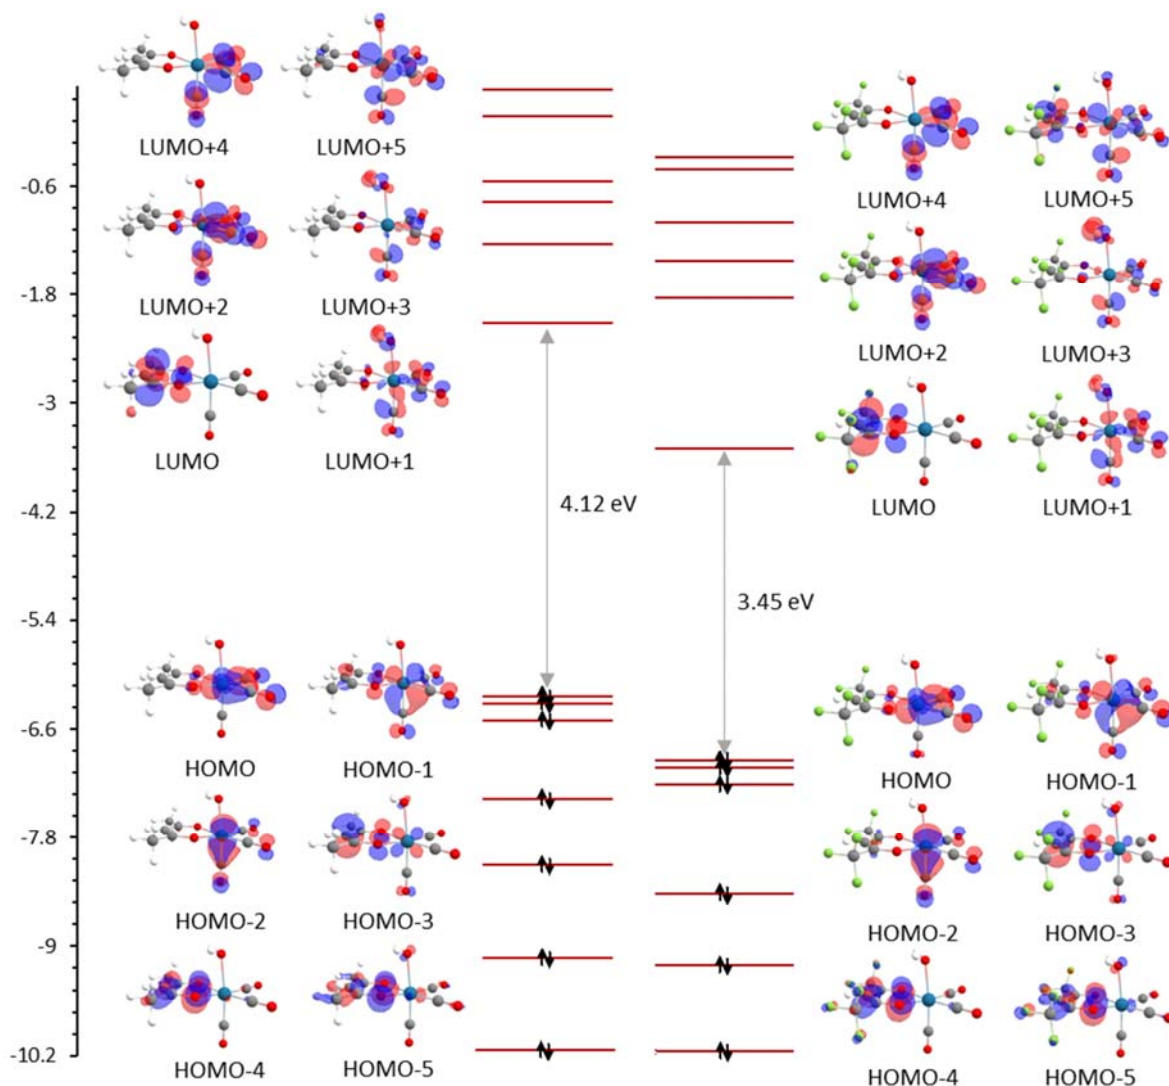 LUMO+4 LUMO+5
LUMO+4 LUMO+5
-0.6
LUMO+2 LUMO+3
-1.8
LUMO+2 LUMO+3
-3
LUMO LUMO+1
LUMO LUMO+1
4.12 eV
-4.2
3.45 eV
-5.4
-6.6
HOMO HOMO-1
HOMO HOMO-1
-7.8
HOMO-2 HOMO-3
HOMO-2 HOMO-3
-9
HOMO-4 HOMO-5
HOMO-4 HOMO-5
-10.2